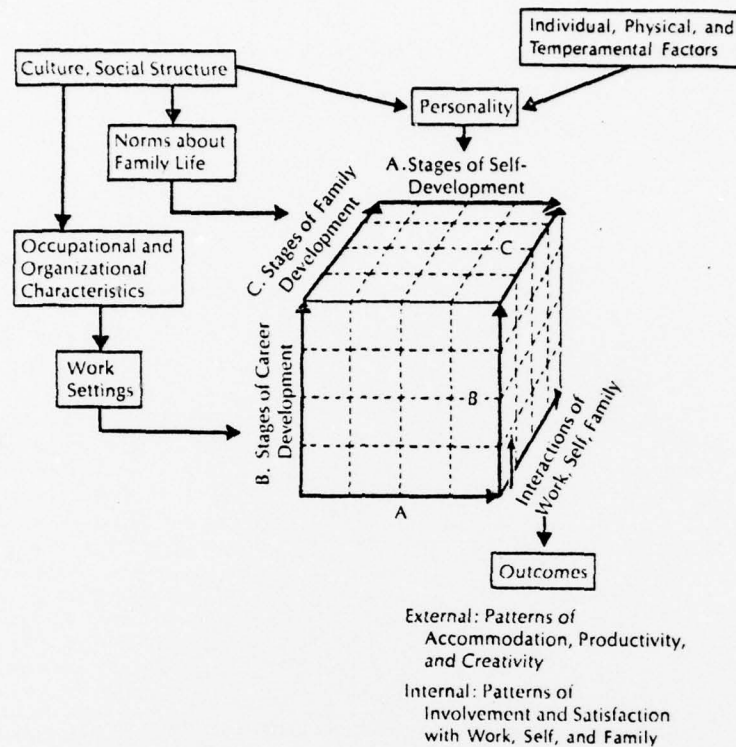 Individual, Physical, and
Temperamental Factors
Culture, Social Structure
Personality
Norms about
Family Life
A. Stages of Self-
Development
C. Stages of Family
Development
Occupational and
Organizational
Characteristics
C
Work
Settings
B. Stages of Career
Development
B
Interactions of
Work, Self, Family
A
Outcomes
External: Patterns of
Accommodation, Productivity,
and Creativity
Internal: Patterns of
Involvement and Satisfaction
with Work, Self, and Family